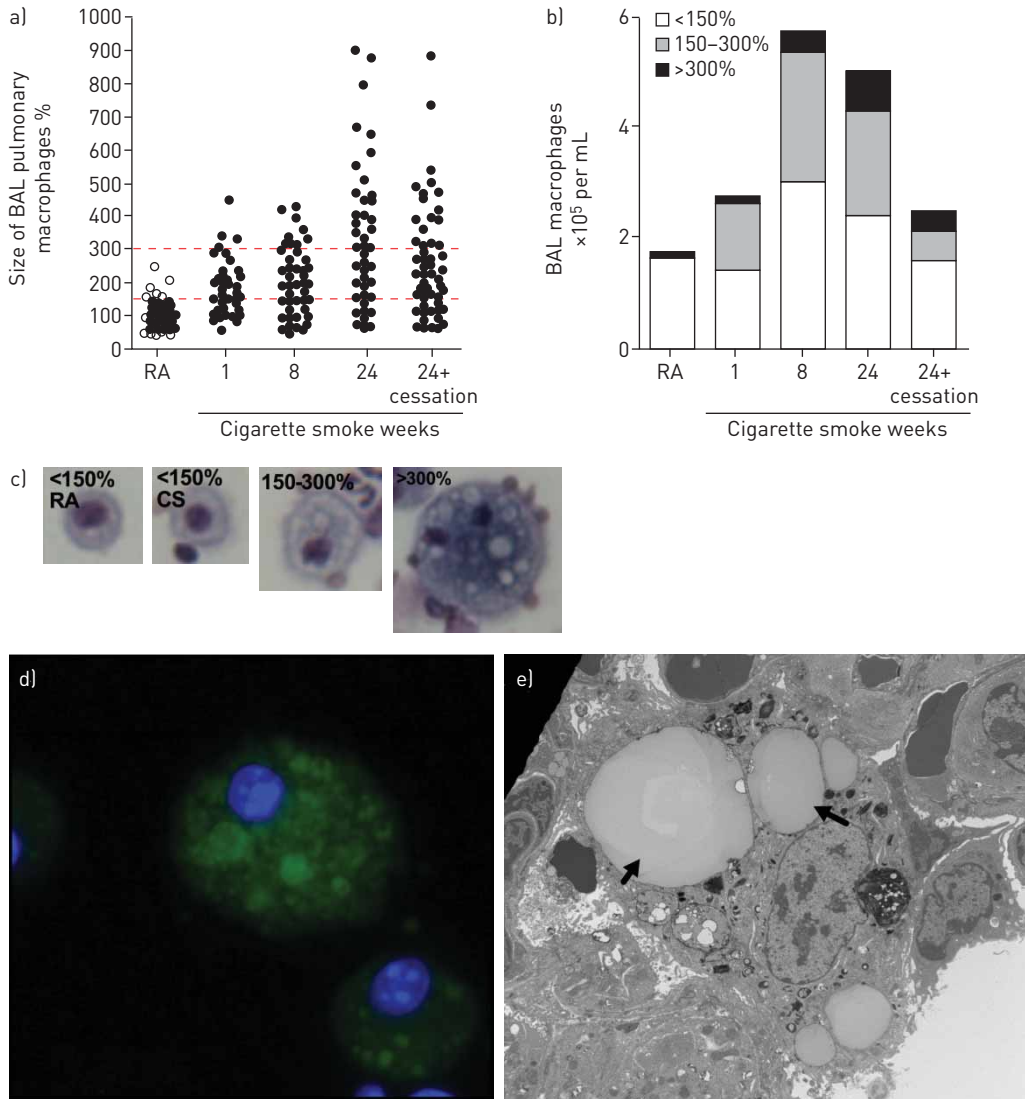 a)
1000
900
800
700
600
500
400
300
200
100
0
Size of BAL pulmonary
macrophages %
RA
1
8
24
24+
cessation
Cigarette smoke weeks
b)
6
4
2
0
BAL macrophages
×10⁵ per mL
<150%
150–300%
>300%
RA
1
8
24
24+
cessation
Cigarette smoke weeks
c)
<150%
RA
<150%
CS
150-300%
>300%
d)
e)